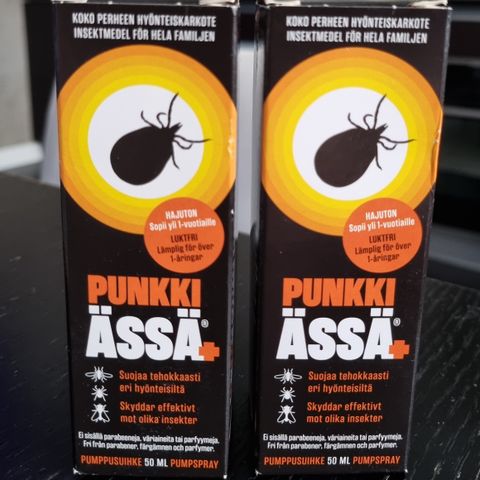 KOKO PERHEEN HYÖNTEISKARKOTE
INSEKTMEDEL FÖR HELA FAMILJEN
HAJUTON
Sopii yli 1-vuotiaille
LUKTFRI
Lämplig för över
1-åringar
PUNKKI
ÄSSÄ®+
Suojaa tehokkaasti
eri hyönteisiltä
Skyddar effektivt
mot olika insekter
Ei sisällä parabeeneja, väriaineita tai parfyymeja.
Fri från parabener, färgämnen och parfymer.
PUMPPUSUIHKE 50 ML PUMPSPRAY
KOKO PERHEEN HYÖNTEISKARKOTE
INSEKTMEDEL FÖR HELA FAMILJEN
HAJUTON
Sopii yli 1-vuotiaille
LUKTFRI
Lämplig för över
1-åringar
PUNKKI
ÄSSÄ®+
Suojaa tehokkaasti
eri hyönteisiltä
Skyddar effektivt
mot olika insekter
Ei sisällä parabeeneja, väriaineita tai parfyymeja.
Fri från parabener, färgämnen och parfymer.
PUMPPUSUIHKE 50 ML PUMPSPRAY